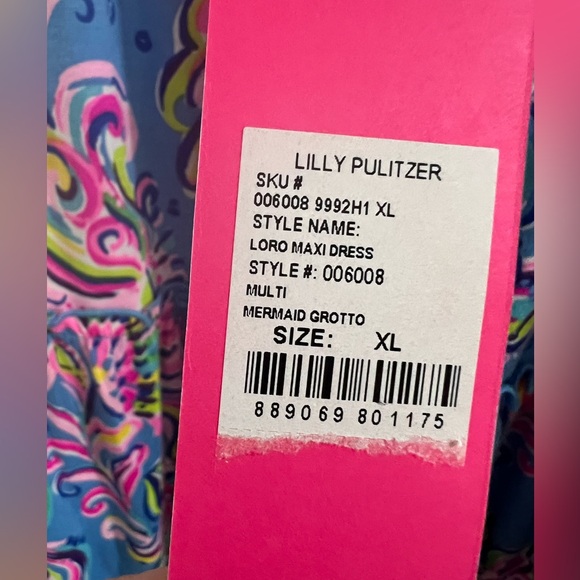 LILLY PULITZER
SKU #
006008 9992H1 XL
STYLE NAME:
LORO MAXI DRESS
STYLE #: 006008
MULTI
MERMAID GROTTO
SIZE: XL
889069 801175